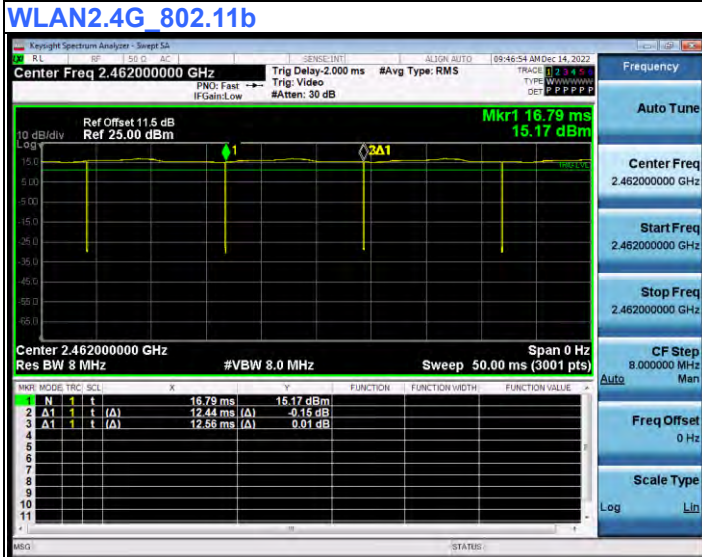 WLAN2.4G_802.11b
Keysight Spectrum Analyzer - Swept SA
RL RF 50 Ω AC SENSE:INT ALIGN AUTO 09:46:54 AM Dec 14, 2022
Center Freq 2.462000000 GHz
PNO: Fast
IFGain:Low
Trig Delay-2.000 ms #Avg Type: RMS
Trig: Video
#Atten: 30 dB
TRACE 1 2 3 4 5 6
TYPE WWWWWW
DET P P P P P P
Ref Offset 11.5 dB
10 dB/div Ref 25.00 dBm
Mkr1 16.79 ms
15.17 dBm
Log
1
3Δ1
15.0
TRIG LVL
5.00
-5.00
-15.0
-25.0
-35.0
-45.0
-55.0
-65.0
Center 2.462000000 GHz Span 0 Hz
Res BW 8 MHz #VBW 8.0 MHz Sweep 50.00 ms (3001 pts)
MKR MODE TRC SCL X Y FUNCTION FUNCTION WIDTH FUNCTION VALUE
1 N 1 t 16.79 ms 15.17 dBm
2 Δ1 1 t (Δ) 12.44 ms (Δ) -0.15 dB
3 Δ1 1 t (Δ) 12.56 ms (Δ) 0.01 dB
4
5
6
7
8
9
10
11
MSG STATUS
Frequency
Auto Tune
Center Freq
2.462000000 GHz
Start Freq
2.462000000 GHz
Stop Freq
2.462000000 GHz
CF Step
8.000000 MHz
Auto Man
Freq Offset
0 Hz
Scale Type
Log Lin